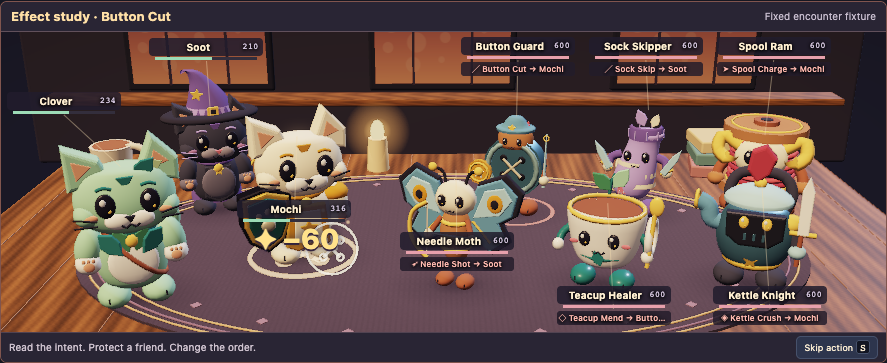 Effect study · Button Cut
Fixed encounter fixture
Soot 210
Button Guard 600
Button Cut → Mochi
Sock Skipper 600
Sock Skip → Soot
Spool Ram 600
Spool Charge → Mochi
Clover 234
Mochi 316
−60
Needle Moth 600
Needle Shot → Soot
Teacup Healer 600
Teacup Mend → Butto...
Kettle Knight 600
Kettle Crush → Mochi
Read the intent. Protect a friend. Change the order.
Skip action S